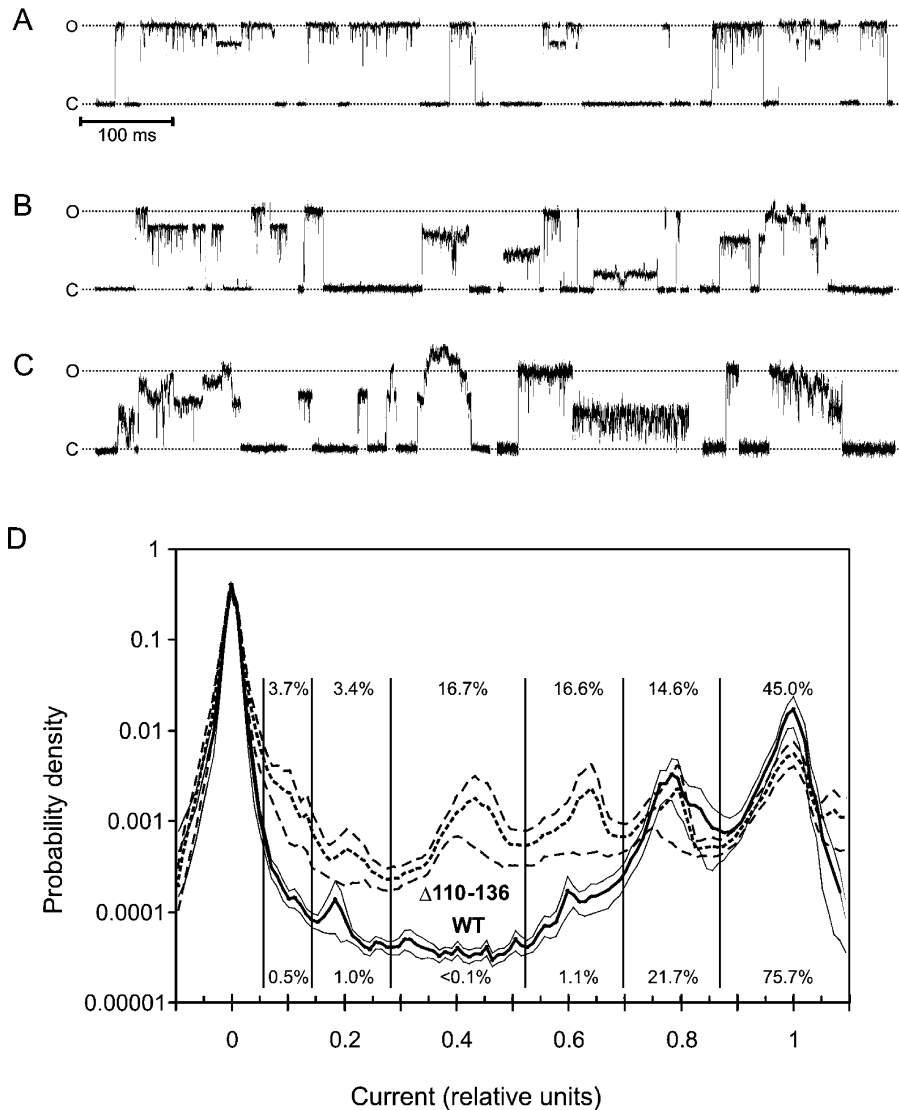 A
O
C
100 ms
B
O
C
C
O
C
D
1
0.1
0.01
0.001
0.0001
0.00001
Probability density
3.7% 3.4% 16.7% 16.6% 14.6% 45.0%
Δ110-136
WT
0.5% 1.0% <0.1% 1.1% 21.7% 75.7%
0 0.2 0.4 0.6 0.8 1
Current (relative units)